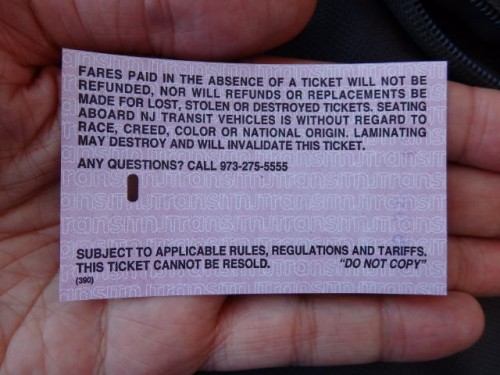 FARES PAID IN THE ABSENCE OF A TICKET WILL NOT BE
REFUNDED, NOR WILL REFUNDS OR REPLACEMENTS BE
MADE FOR LOST, STOLEN OR DESTROYED TICKETS. SEATING
ABOARD NJ TRANSIT VEHICLES IS WITHOUT REGARD TO
RACE, CREED, COLOR OR NATIONAL ORIGIN. LAMINATING
MAY DESTROY AND WILL INVALIDATE THIS TICKET.
ANY QUESTIONS? CALL 973-275-5555
SUBJECT TO APPLICABLE RULES, REGULATIONS AND TARIFFS.
THIS TICKET CANNOT BE RESOLD. "DO NOT COPY"
(390)